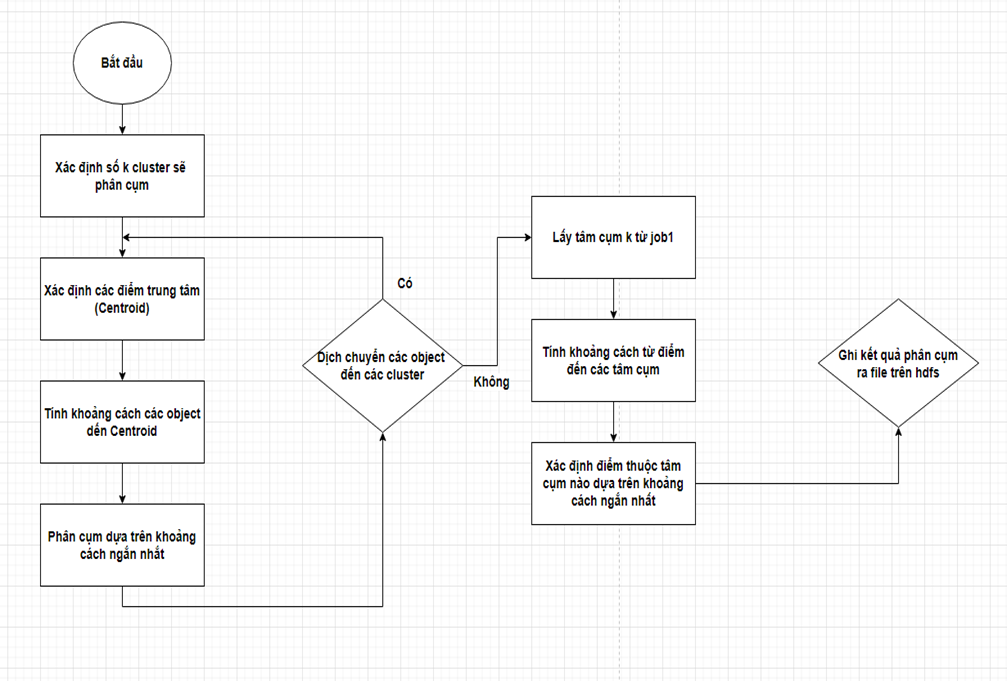 Bắt đầu
Xác định số k cluster sẽ
phân cụm
Xác định các điểm trung tâm
(Centroid)
Tính khoảng cách các object
dến Centroid
Phân cụm dựa trên khoảng
cách ngắn nhất
Có
Dịch chuyển các object
đến các cluster
Không
Lấy tâm cụm k từ job1
Tính khoảng cách từ điểm
đến các tâm cụm
Xác định điểm thuộc tâm
cụm nào dựa trên khoảng
cách ngắn nhất
Ghi kết quả phân cụm
ra file trên hdfs